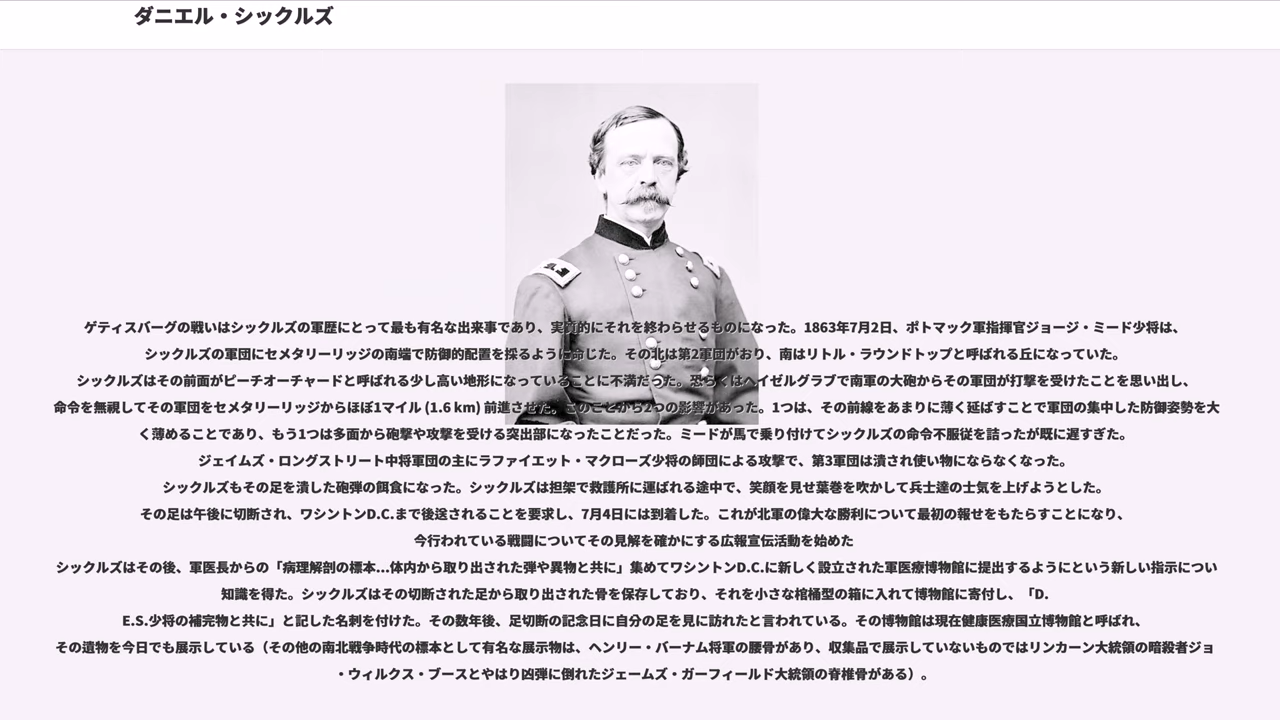 ダニエル・シックルズ
ゲティスバーグの戦いはシックルズの軍歴にとって最も有名な出来事であり、実質的にそれを終わらせるものになった。1863年7月2日、ポトマック軍指揮官ジョージ・ミード少将は、
シックルズの軍団にセメタリーリッジの南端で防御的配置を採るように命じた。その北は第2軍団がおり、南はリトル・ラウンドトップと呼ばれる丘になっていた。
シックルズはその前面がピーチオーチャードと呼ばれる少し高い地形になっていることに不満だった。恐らくはヘイゼルグラブで南軍の大砲からその軍団が打撃を受けたことを思い出し、
命令を無視してその軍団をセメタリーリッジからほぼ1マイル (1.6 km) 前進させた。このことから2つの影響があった。1つは、その前線をあまりに薄く延ばすことで軍団の集中した防御姿勢を大
く薄めることであり、もう1つは多面から砲撃や攻撃を受ける突出部になったことだった。ミードが馬で乗り付けてシックルズの命令不服従を詰ったが既に遅すぎた。
ジェイムズ・ロングストリート中将軍団の主にラファイエット・マクローズ少将の師団による攻撃で、第3軍団は潰され使い物にならなくなった。
シックルズもその足を潰した砲弾の餌食になった。シックルズは担架で救護所に運ばれる途中で、笑顔を見せ葉巻を吹かして兵士達の士気を上げようとした。
その足は午後に切断され、ワシントンD.C.まで後送されることを要求し、7月4日には到着した。これが北軍の偉大な勝利について最初の報せをもたらすことになり、
今行われている戦闘についてその見解を確かにする広報宣伝活動を始めた
シックルズはその後、軍医長からの「病理解剖の標本...体内から取り出された弾や異物と共に」集めてワシントンD.C.に新しく設立された軍医療博物館に提出するようにという新しい指示につい
知識を得た。シックルズはその切断された足から取り出された骨を保存しており、それを小さな棺桶型の箱に入れて博物館に寄付し、「D.
E.S.少将の補完物と共に」と記した名刺を付けた。その数年後、足切断の記念日に自分の足を見に訪れたと言われている。その博物館は現在健康医療国立博物館と呼ばれ、
その遺物を今日でも展示している（その他の南北戦争時代の標本として有名な展示物は、ヘンリー・バーナム将軍の腰骨があり、収集品で展示していないものではリンカーン大統領の暗殺者ジョ
・ウィルクス・ブースとやはり凶弾に倒れたジェームズ・ガーフィールド大統領の脊椎骨がある）。